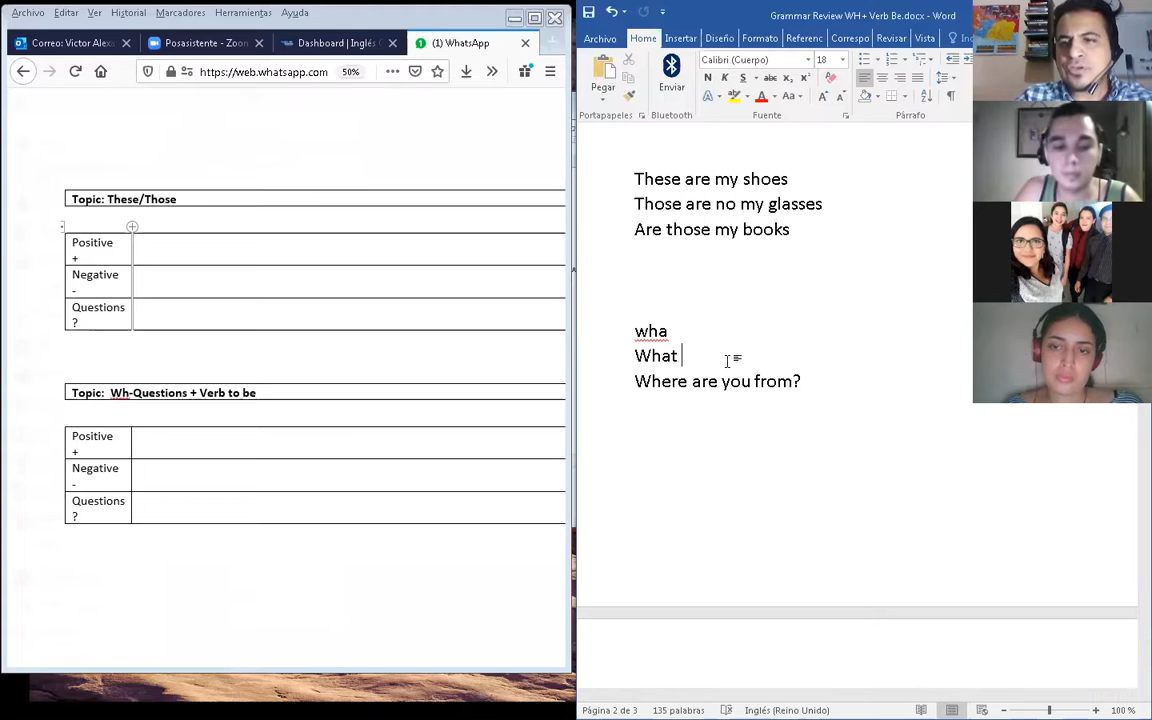 Archivo Editar Ver Historial Marcadores Herramientas Ayuda
Correo: Victor Alex
Posasistente - Zoon
Dashboard | Inglés
(1) WhatsApp
https://web.whatsapp.com
50%
Topic: These/Those
Positive
+
Negative
-
Questions
?
Topic: Wh-Questions + Verb to be
Positive
+
Negative
-
Questions
?
Grammar Review WH+ Verb Be.docx - Word
Archivo Home Insertar Diseño Formato Referenc Correspo Revisar Vista
Pegar
Enviar
Calibri (Cuerpo) 18
N K S abc
A A Aa A A
Portapapeles Bluetooth Fuente Párrafo
These are my shoes
Those are no my glasses
Are those my books
wha
What
Where are you from?
Página 2 de 3 135 palabras Inglés (Reino Unido) 100 %